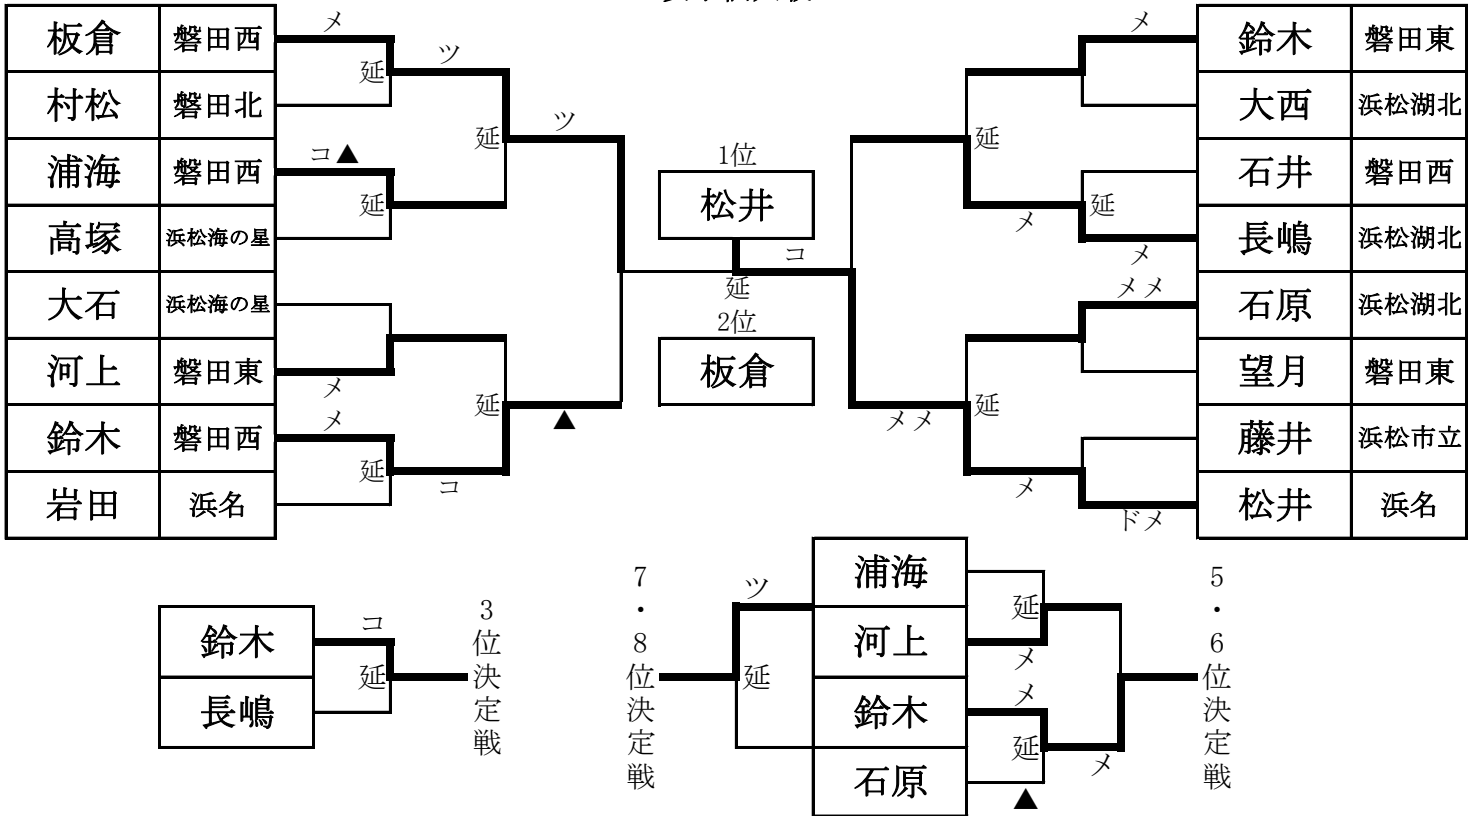 板倉 磐田西 メ
村松 磐田北
延 ツ
浦海 磐田西 コ▲
高塚 浜松海の星
延
延 ツ
大石 浜松海の星
河上 磐田東 メ
鈴木 磐田西 メ
岩田 浜名
延 コ
延 ▲
1位
松井
コ
延
2位
板倉
メ 鈴木 磐田東
大西 浜松湖北
延
石井 磐田西
延
メ 長嶋 浜松湖北
メ
メメ 石原 浜松湖北
望月 磐田東
メメ 延
藤井 浜松市立
メ
ドメ 松井 浜名
鈴木 コ
長嶋
延
3位決定戦
7・8位決定戦
ツ
延
浦海
河上
鈴木
石原
延
メ
メ
延
メ
▲
5・6位決定戦